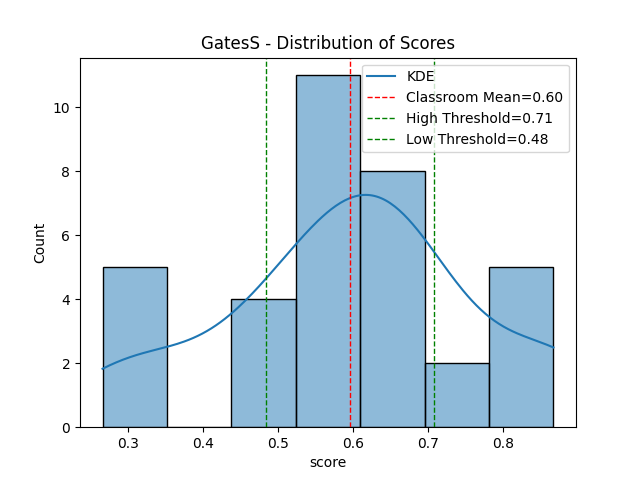 GatesS - Distribution of Scores
KDE
Classroom Mean=0.60
High Threshold=0.71
Low Threshold=0.48
10
8
6
4
2
0
Count
0.3 0.4 0.5 0.6 0.7 0.8
score